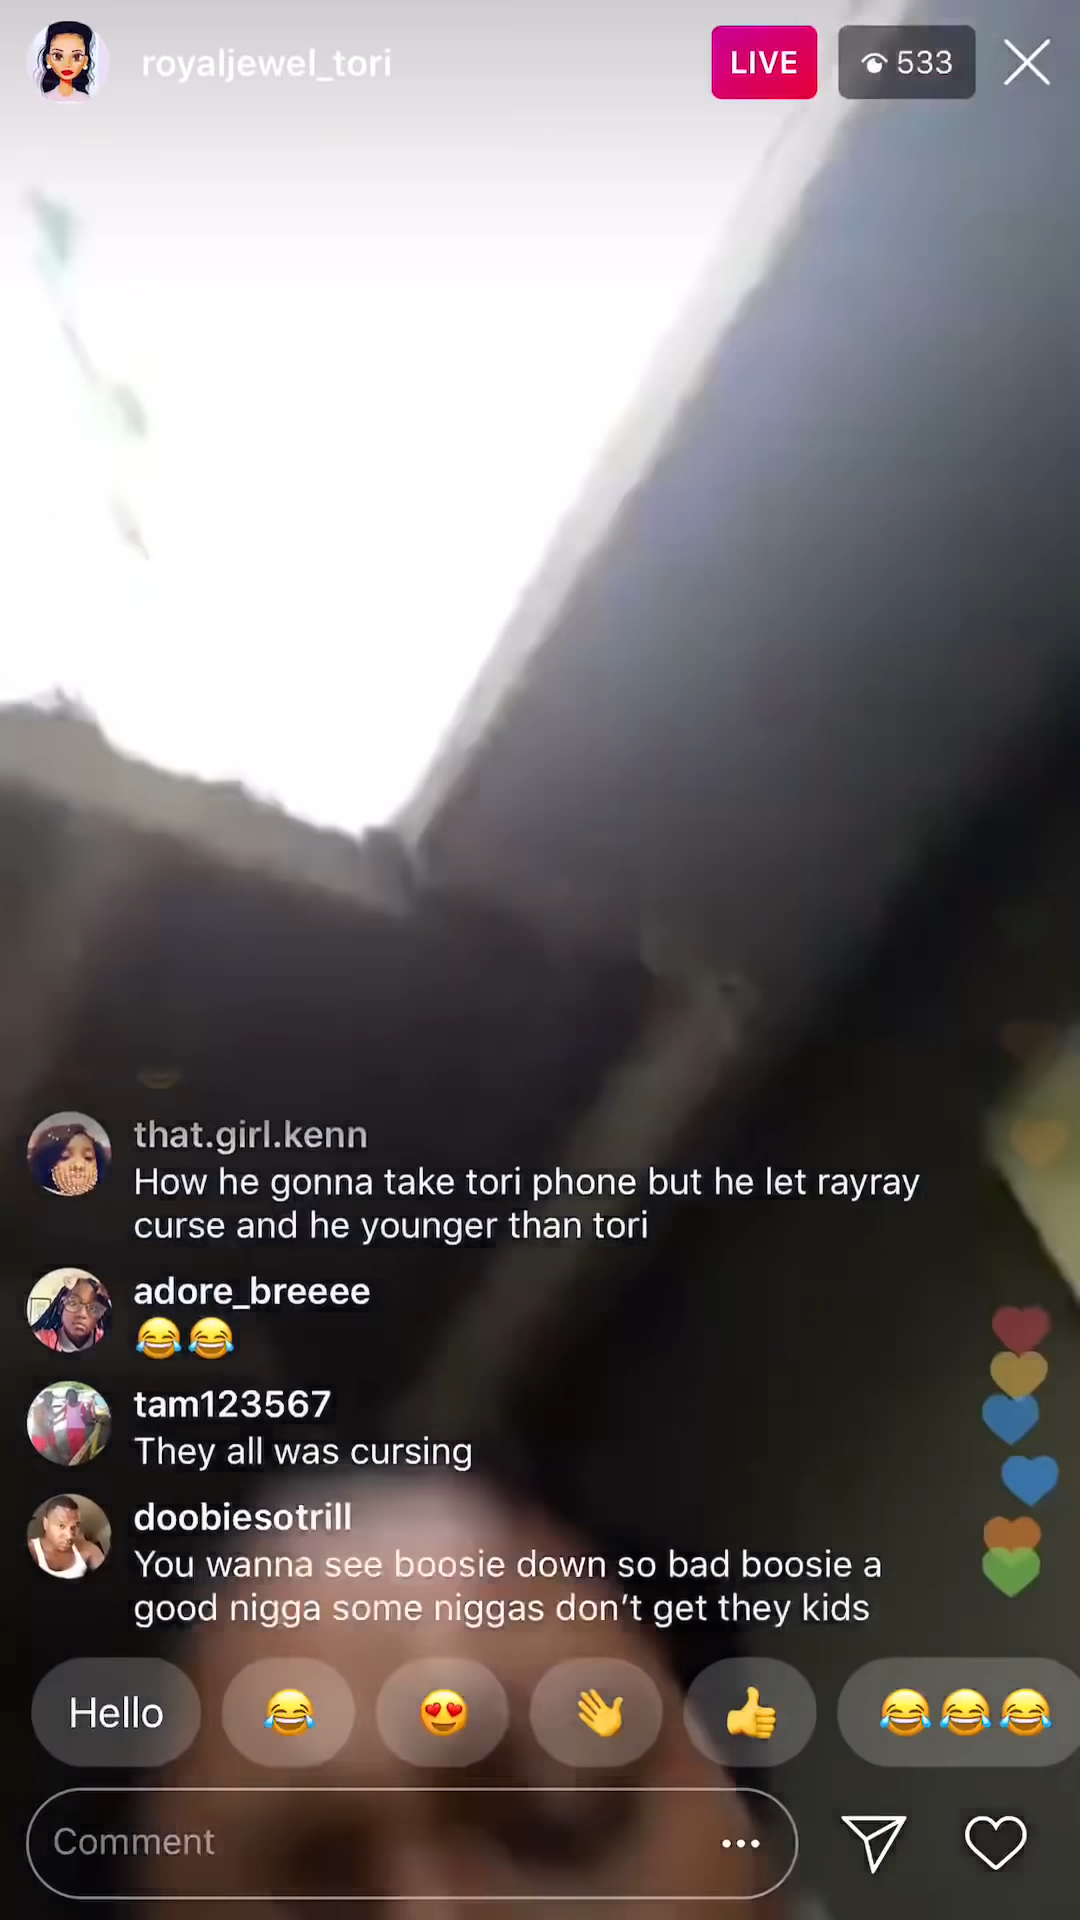 royaljewel_tori
LIVE
533
that.girl.kenn
How he gonna take tori phone but he let rayray
curse and he younger than tori
adore_breeee
😂😂
tam123567
They all was cursing
doobiesotrill
You wanna see boosie down so bad boosie a
good nigga some niggas don’t get they kids
Hello 😂 😍 👋 👍 😂😂😂
Comment